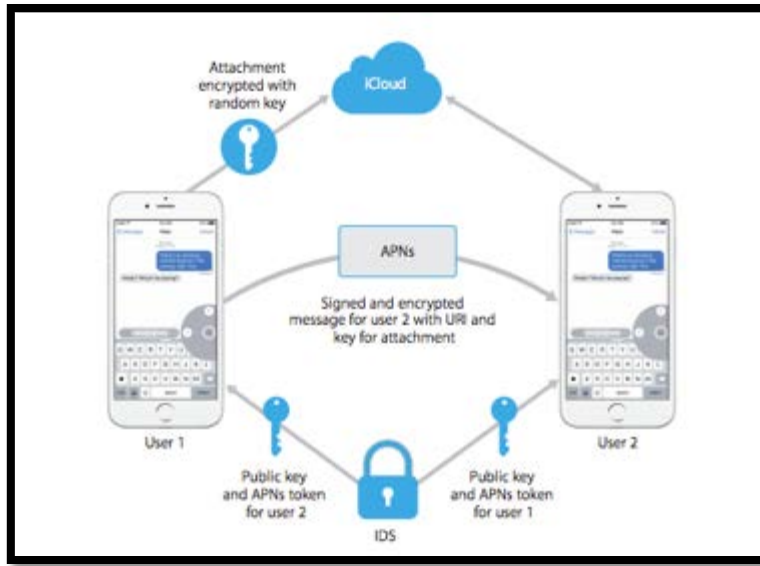 Attachment
encrypted with
random key
iCloud
APNs
Signed and encrypted
message for user 2 with URI and
key for attachment
User 1
User 2
Public key
and APNs token
for user 2
Public key
and APNs token
for user 1
IDS